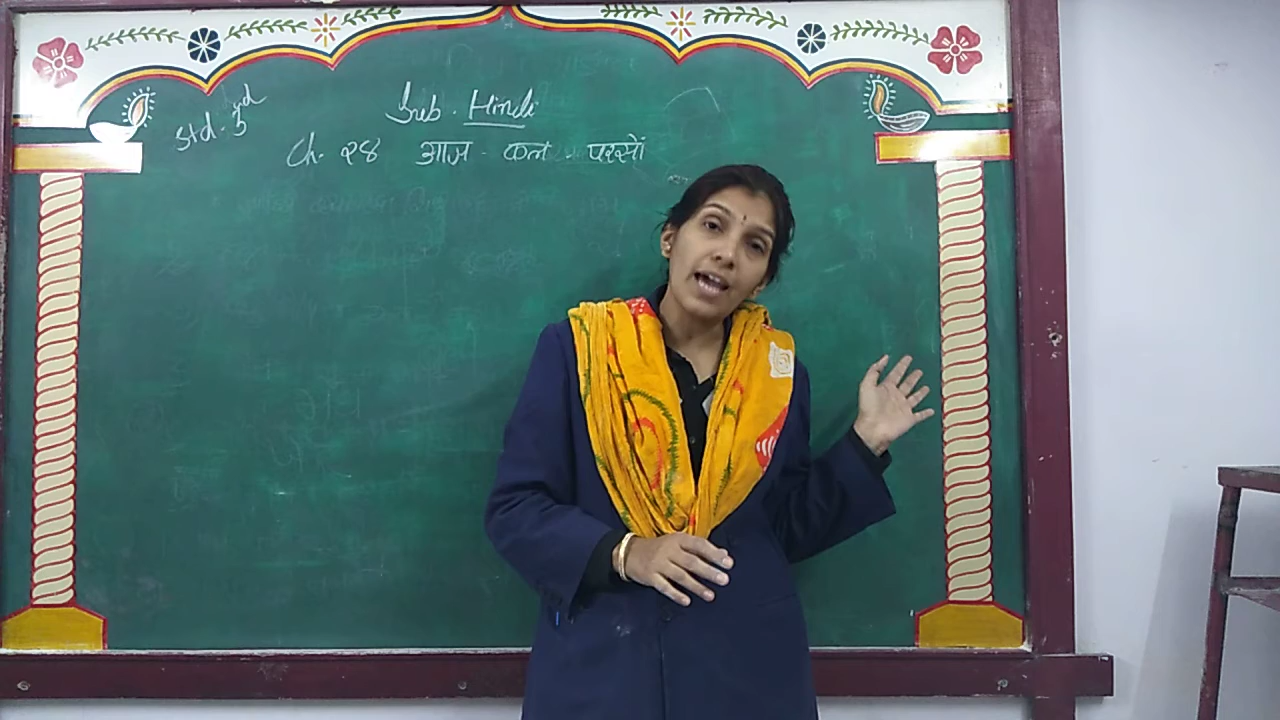 Std - 3rd
Sub. Hindi
Ch. २४ आज - कल - परसों